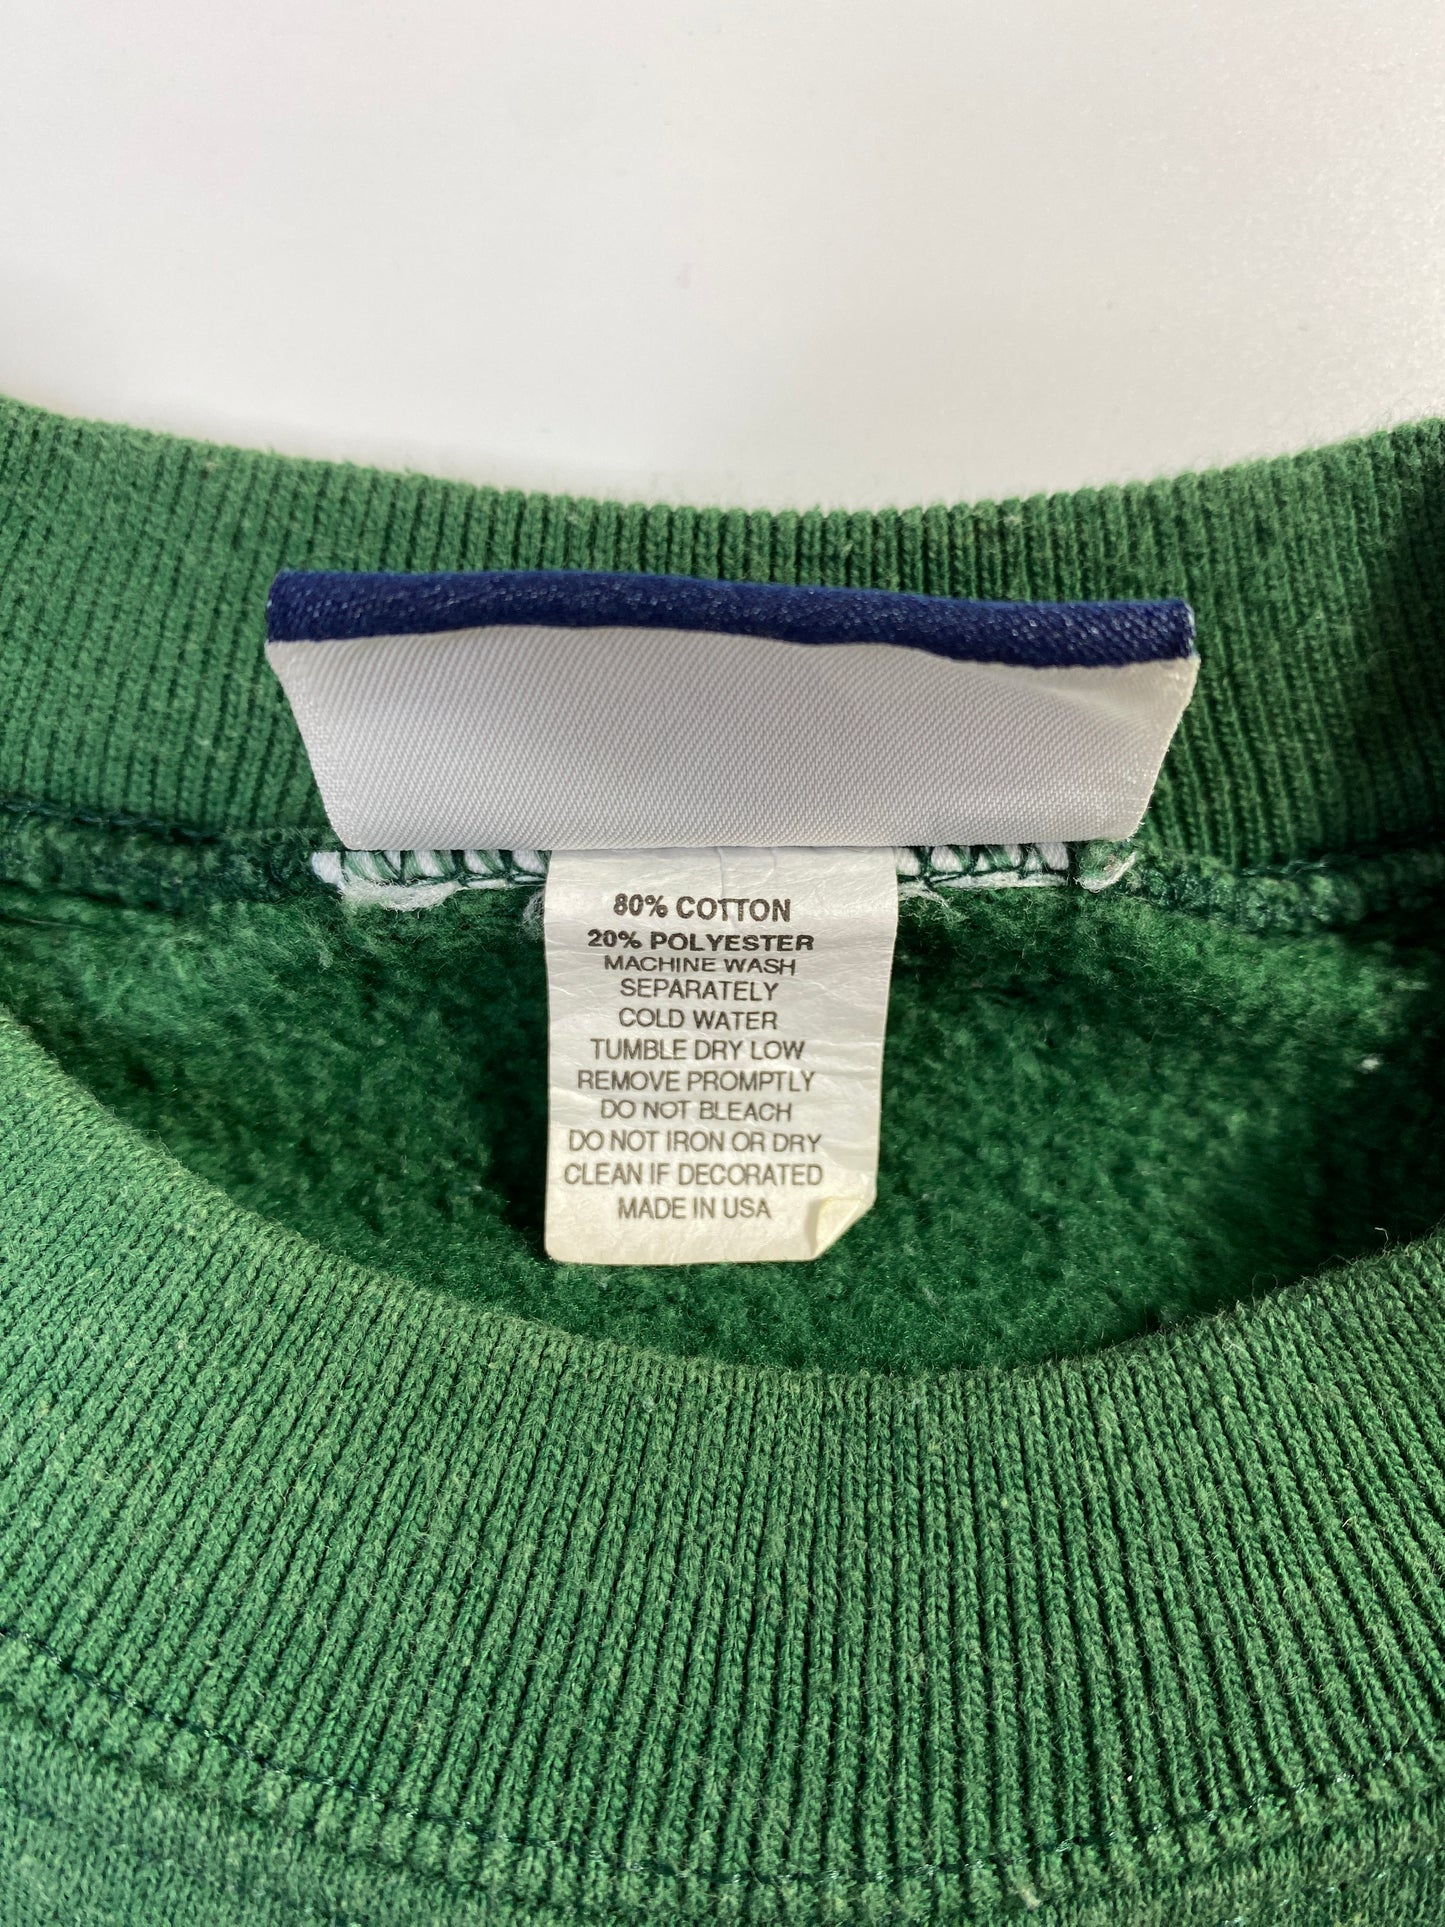 80% COTTON
20% POLYESTER
MACHINE WASH
SEPARATELY
COLD WATER
TUMBLE DRY LOW
REMOVE PROMPTLY
DO NOT BLEACH
DO NOT IRON OR DRY
CLEAN IF DECORATED
MADE IN USA